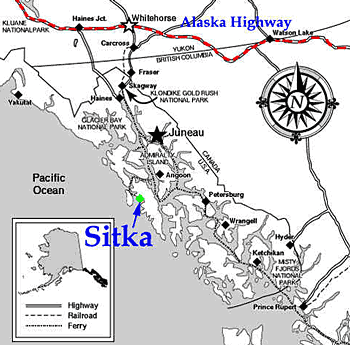 KLUANE
NATIONAL PARK
Haines Jct.
Whitehorse
Alaska Highway
Carcross
Watson Lake
YUKON
BRITISH COLUMBIA
Fraser
Skagway
KLONDIKE GOLD RUSH
NATIONAL PARK
Yakutat
Haines
GLACIER BAY
NATIONAL PARK
N
Juneau
ADMIRALTY
ISLAND
CANADA
U.S.A.
Pacific
Ocean
Angoon
Petersburg
Sitka
Wrangell
Hyder
Ketchikan
MISTY
FJORDS
NATIONAL
PARK
Prince Rupert
Highway
Railroad
Ferry